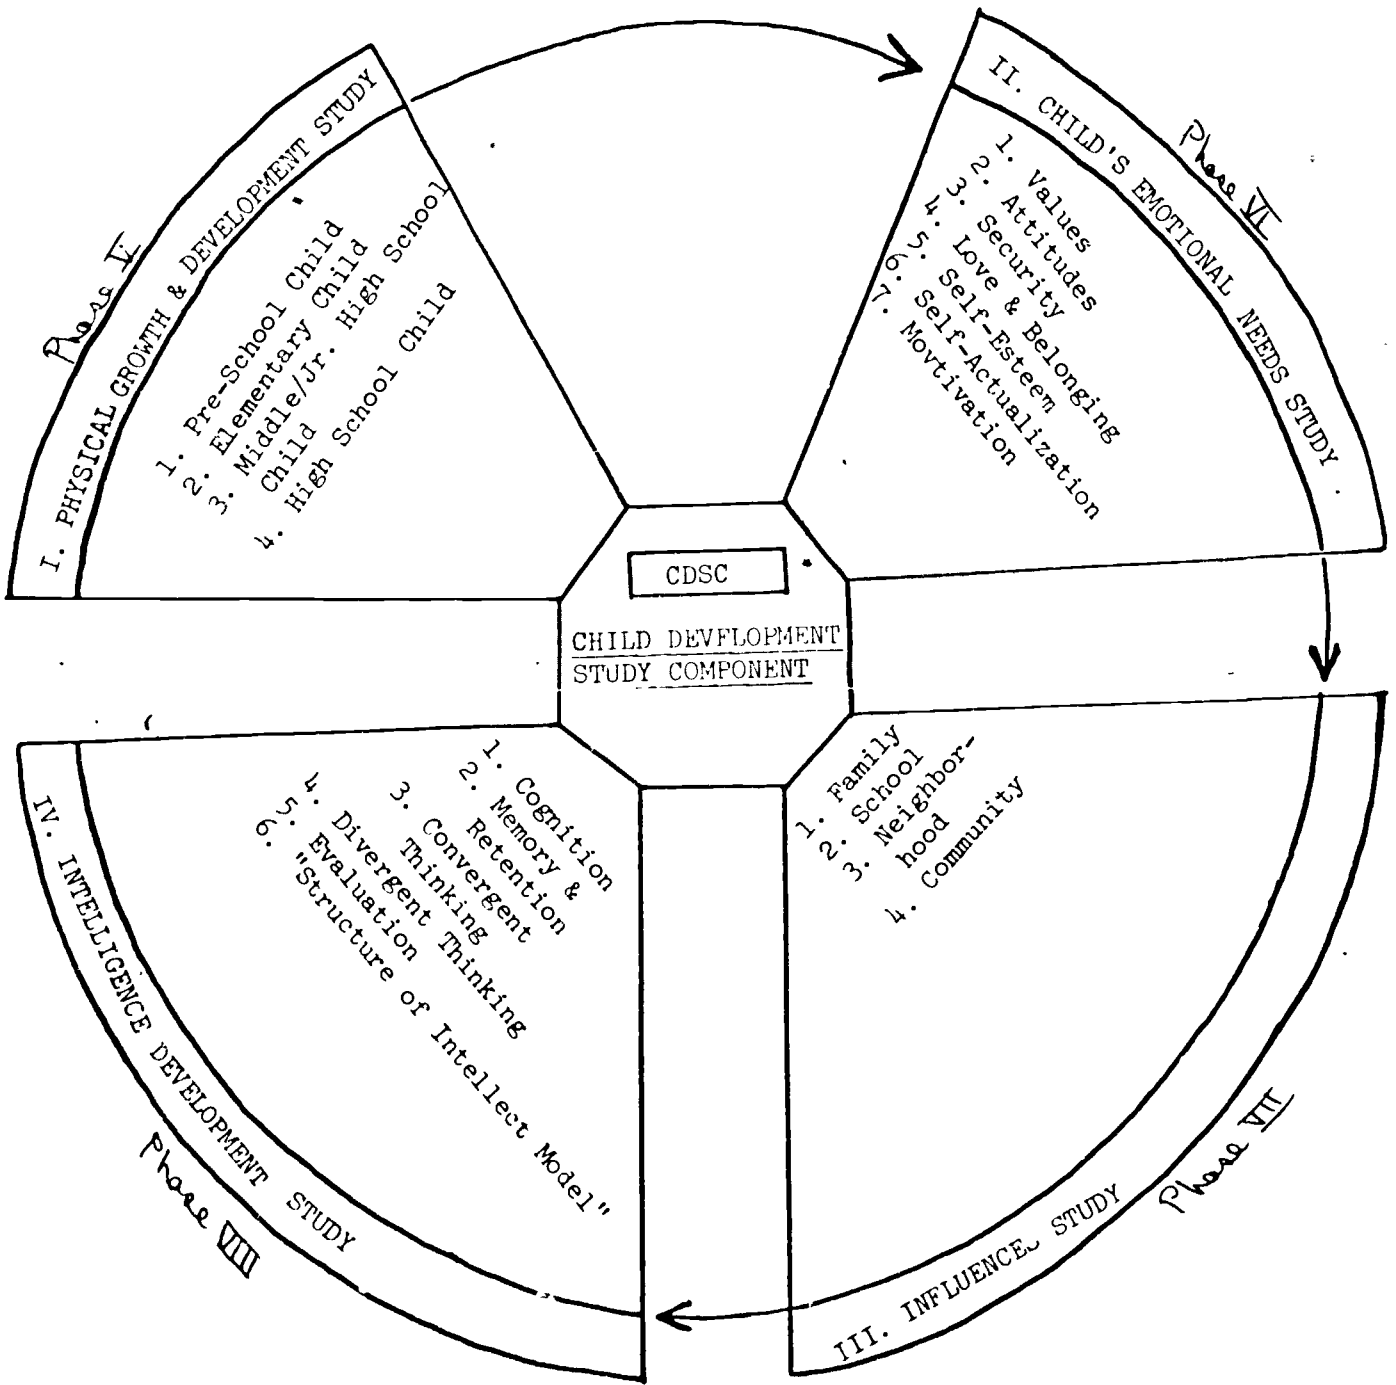 CDSC
CHILD DEVELOPMENT
STUDY COMPONENT
Phase V
I. PHYSICAL GROWTH & DEVELOPMENT STUDY
1. Pre-School Child
2. Elementary Child
3. Middle/Jr. High School
Child
4. High School Child
Phase VI
II. CHILD'S EMOTIONAL NEEDS STUDY
1. Values
2. Attitudes
3. Security
4. Love & Belonging
5. Self-Esteem
6. Self-Actualization
7. Movtivation
Phase VII
III. INFLUENCES STUDY
1. Family
2. School
3. Neighbor-
hood
4. Community
Phase VIII
IV. INTELLIGENCE DEVELOPMENT STUDY
1. Cognition
2. Memory &
Retention
3. Convergent
Thinking
4. Divergent Thinking
5. Evaluation
6. "Structure of Intellect Model"